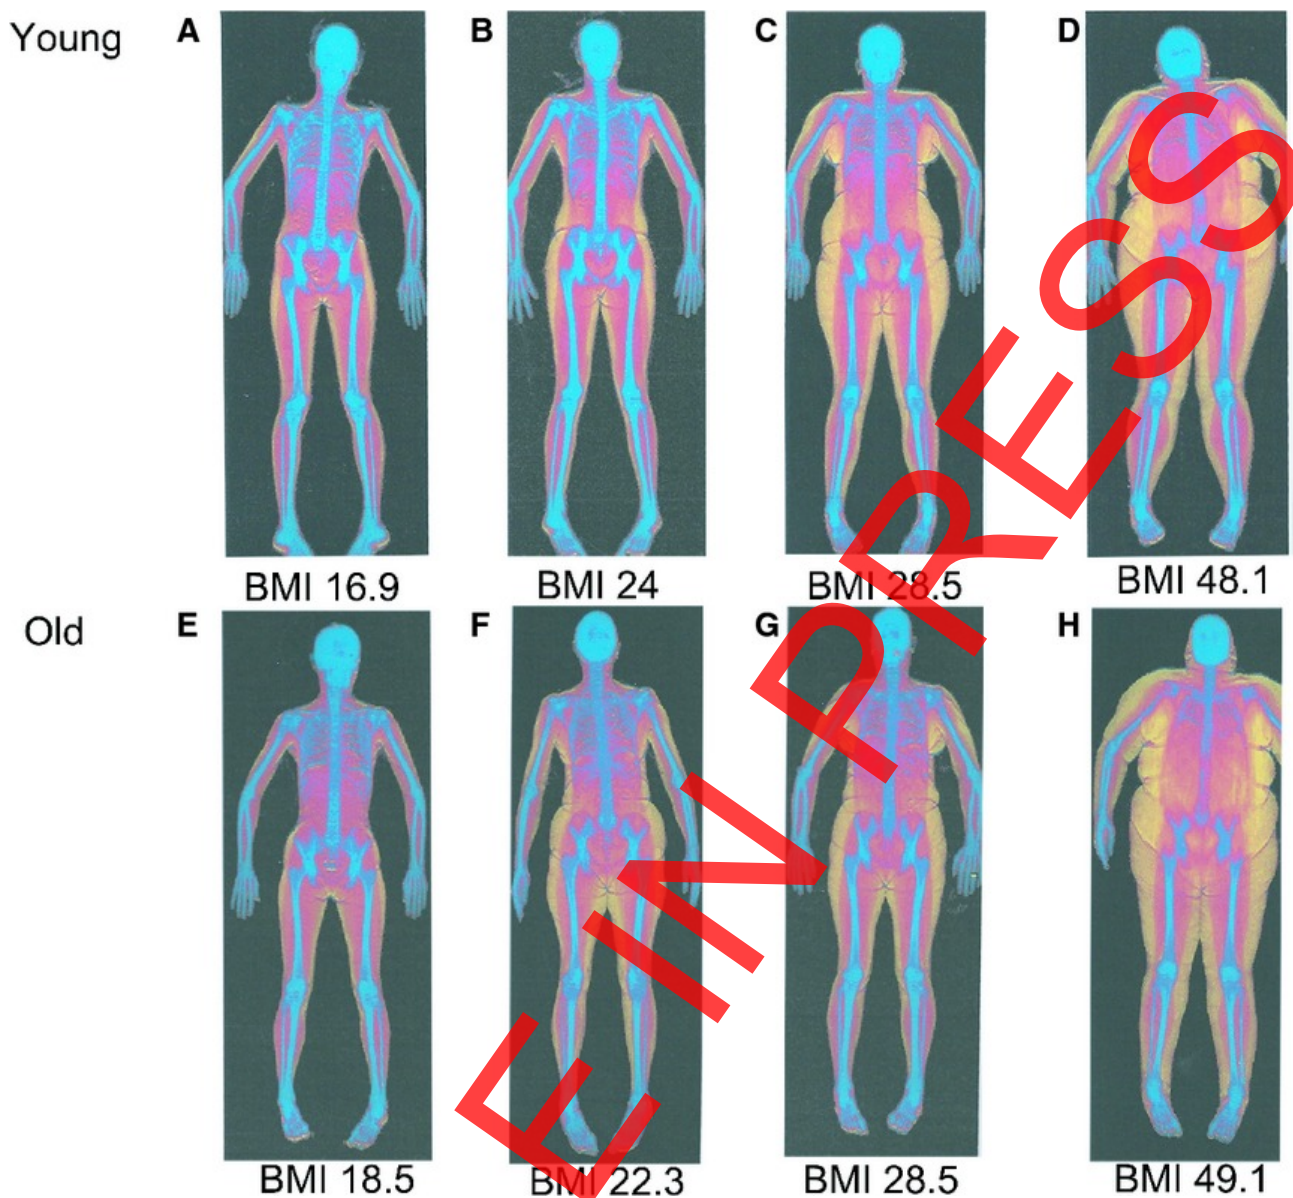 Young
A
B
C
D
BMI 16.9
BMI 24
BMI 28.5
BMI 48.1
Old
E
F
G
H
BMI 18.5
BMI 22.3
BMI 28.5
BMI 49.1
E IN PRESS